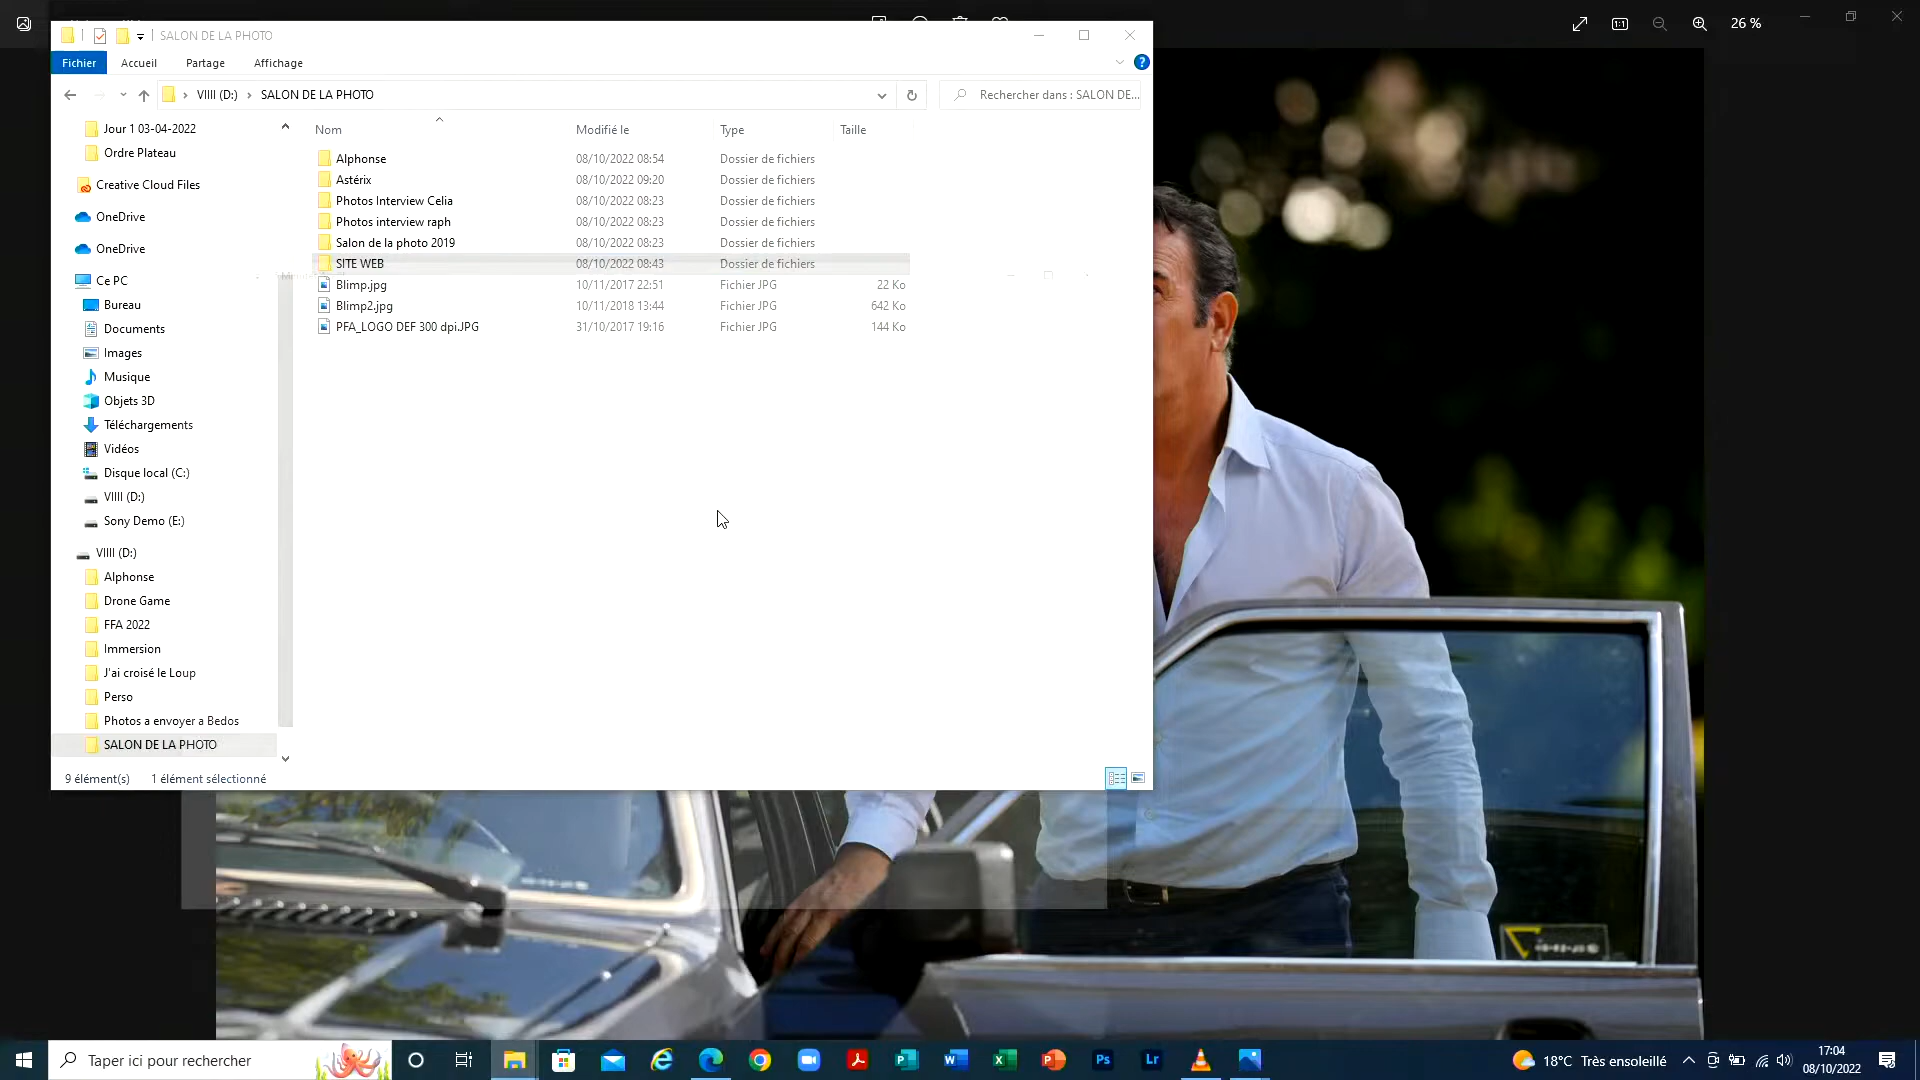 SALON DE LA PHOTO
26 %
Fichier Accueil Partage Affichage
VIIII (D:) SALON DE LA PHOTO
Rechercher dans : SALON DE...
Jour 1 03-04-2022
Ordre Plateau
Creative Cloud Files
OneDrive
OneDrive
Ce PC
Bureau
Documents
Images
Musique
Objets 3D
Téléchargements
Vidéos
Disque local (C:)
VIIII (D:)
Sony Demo (E:)
VIIII (D:)
Alphonse
Drone Game
FFA 2022
Immersion
J'ai croisé le Loup
Perso
Photos a envoyer a Bedos
SALON DE LA PHOTO
Nom Modifié le Type Taille
Alphonse 08/10/2022 08:54 Dossier de fichiers
Astérix 08/10/2022 09:20 Dossier de fichiers
Photos Interview Celia 08/10/2022 08:23 Dossier de fichiers
Photos interview raph 08/10/2022 08:23 Dossier de fichiers
Salon de la photo 2019 08/10/2022 08:23 Dossier de fichiers
SITE WEB 08/10/2022 08:43 Dossier de fichiers
Blimp.jpg 10/11/2017 22:51 Fichier JPG 22 Ko
Blimp2.jpg 10/11/2018 13:44 Fichier JPG 642 Ko
PFA_LOGO DEF 300 dpi.JPG 31/10/2017 19:16 Fichier JPG 144 Ko
9 élément(s) 1 élément sélectionné
Taper ici pour rechercher
18°C Très ensoleillé
17:04
08/10/2022